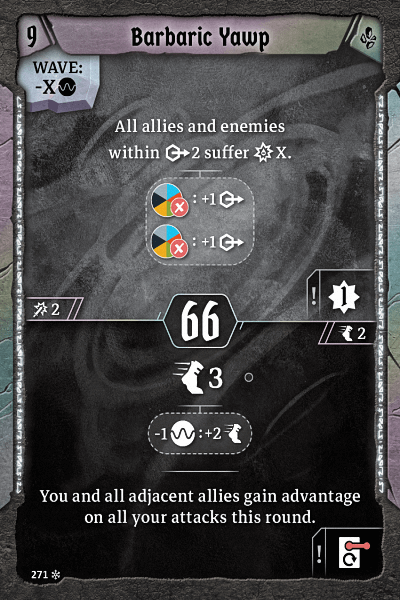 9
Barbaric Yawp
WAVE:
-X
All allies and enemies
within 2 suffer X.
X : +1
X : +1
! 1
2
66
2
3
-1 : +2
You and all adjacent allies gain advantage
on all your attacks this round.
!
271